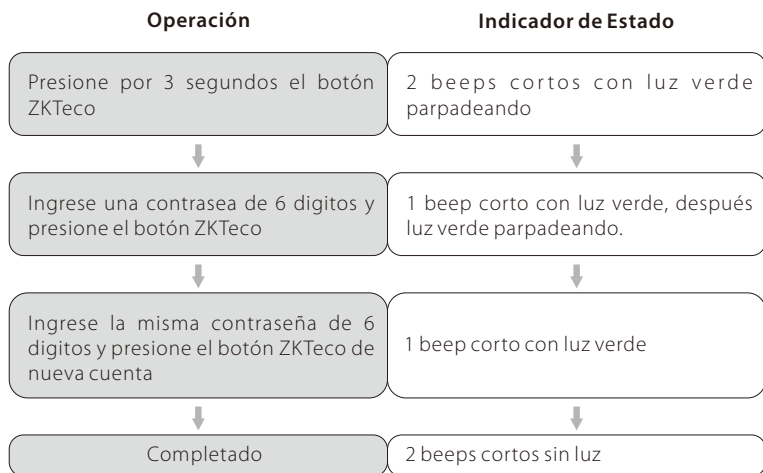 Operación
Indicador de Estado
Presione por 3 segundos el botón
ZKTeco
2 beeps cortos con luz verde
parpadeando
Ingrese una contrasea de 6 digitos y
presione el botón ZKTeco
1 beep corto con luz verde, después
luz verde parpadeando.
Ingrese la misma contraseña de 6
digitos y presione el botón ZKTeco de
nueva cuenta
1 beep corto con luz verde
Completado
2 beeps cortos sin luz